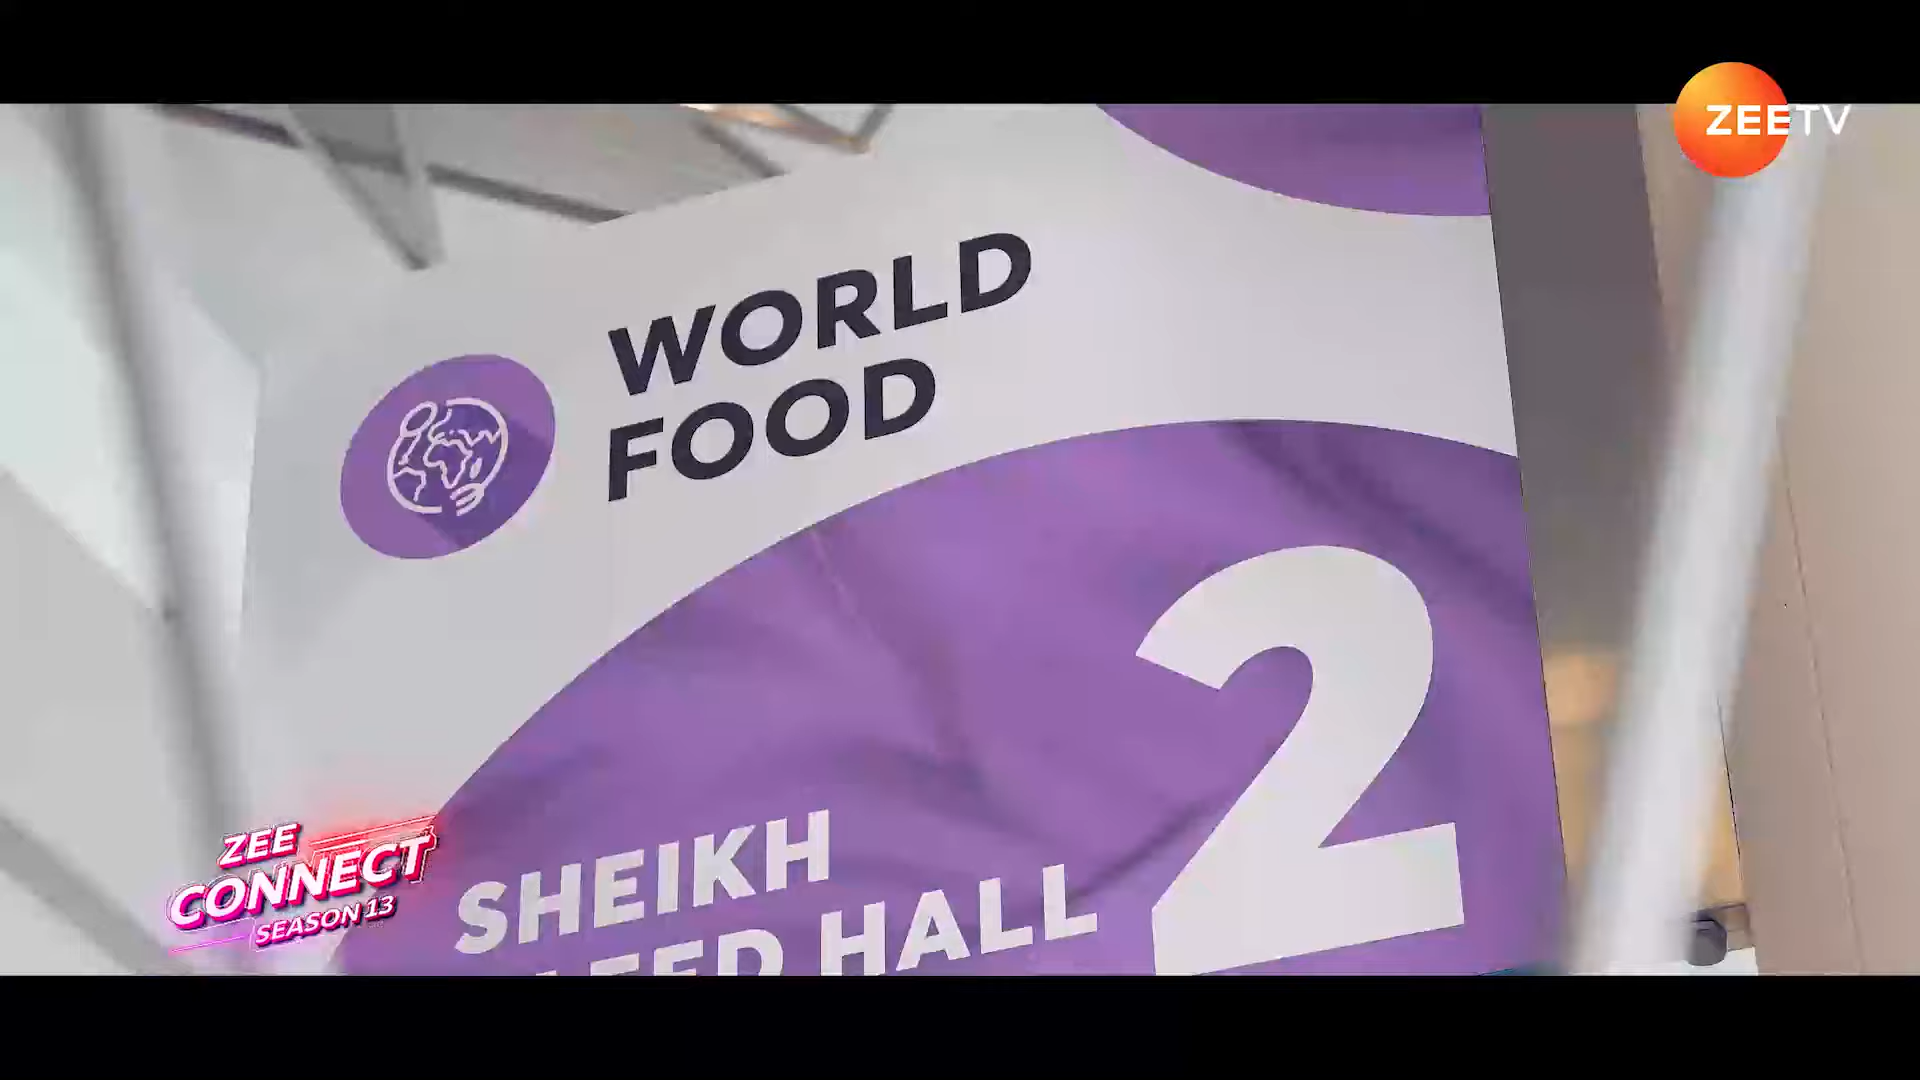 ZEETV
WORLD
FOOD
2
SHEIKH
HALL
ZEE
CONNECT
SEASON 13